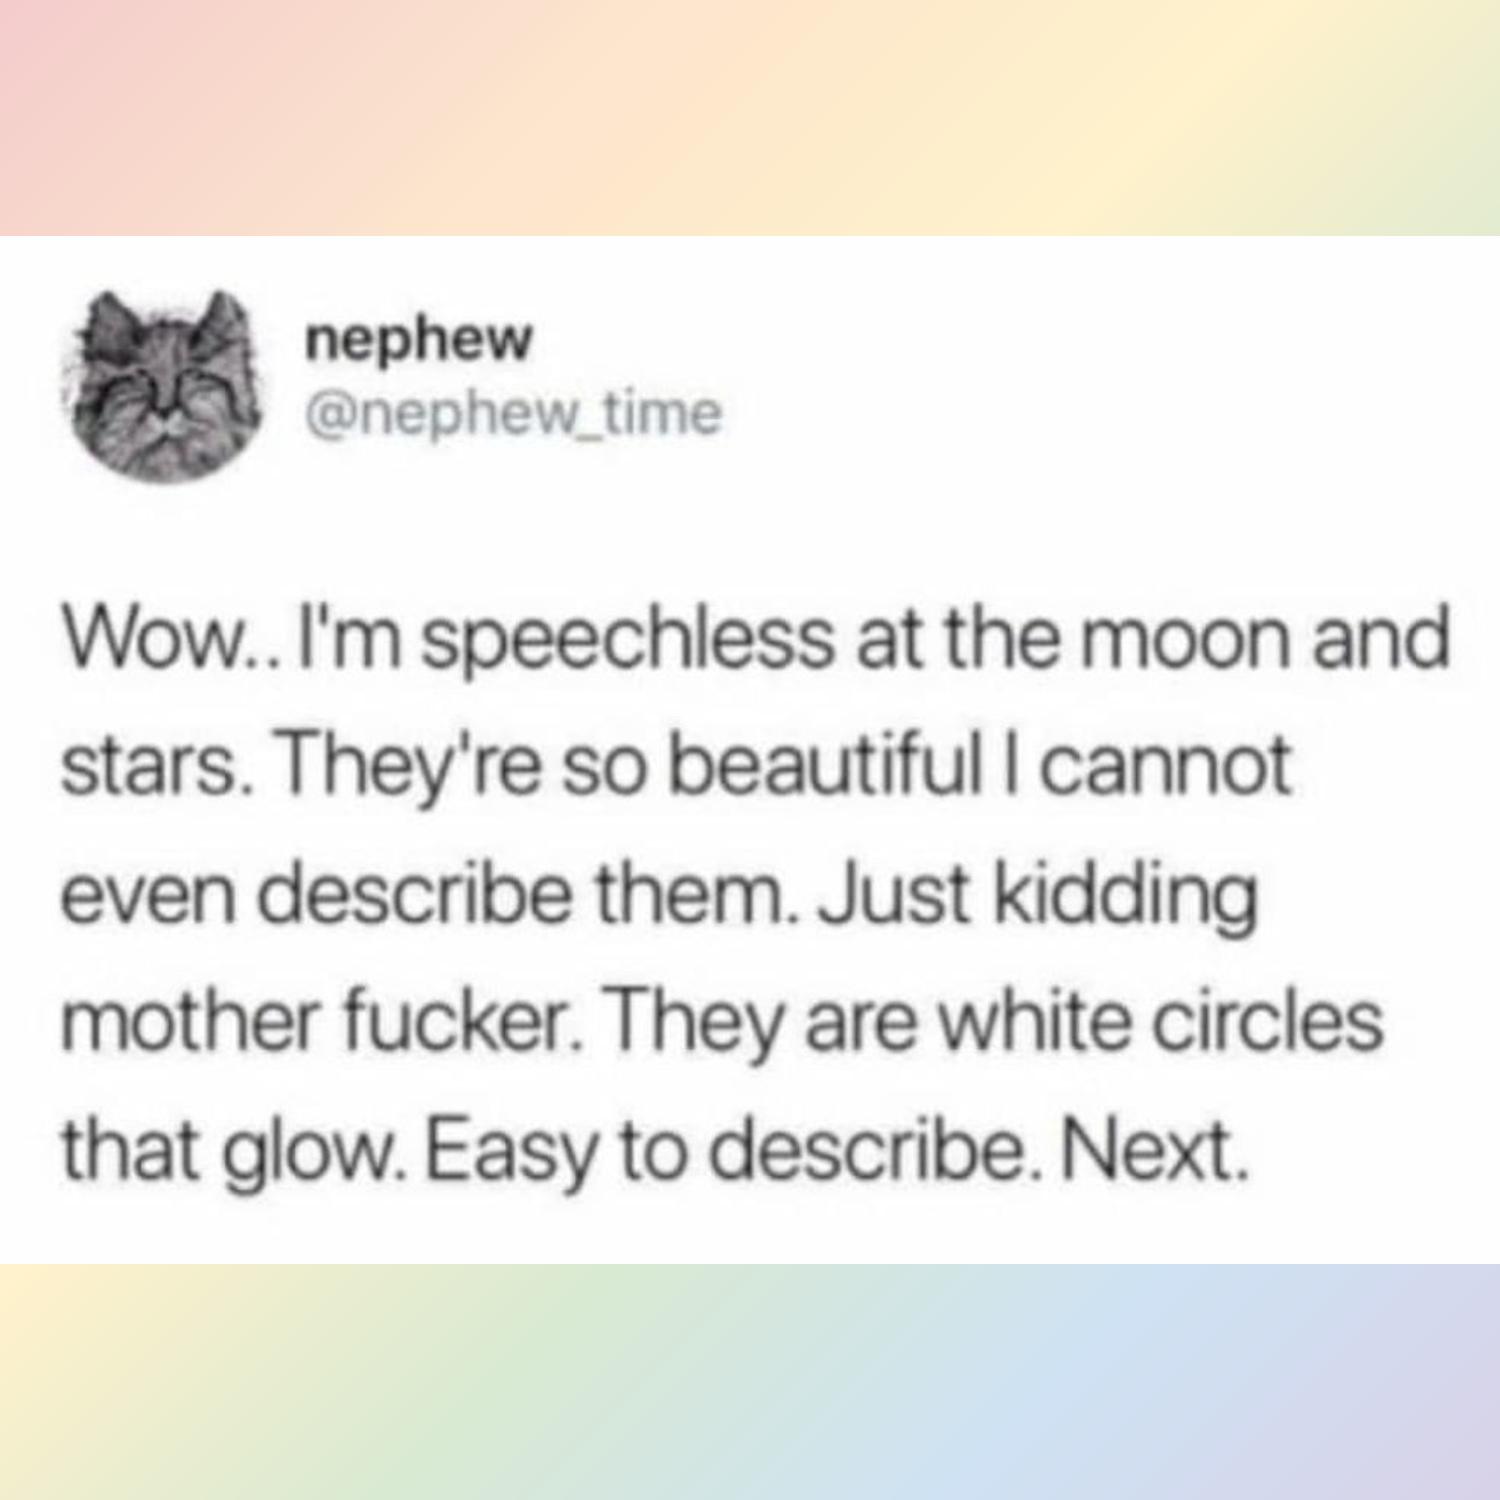 nephew
@nephew_time
Wow.. I'm speechless at the moon and
stars. They're so beautiful I cannot
even describe them. Just kidding
mother fucker. They are white circles
that glow. Easy to describe. Next.